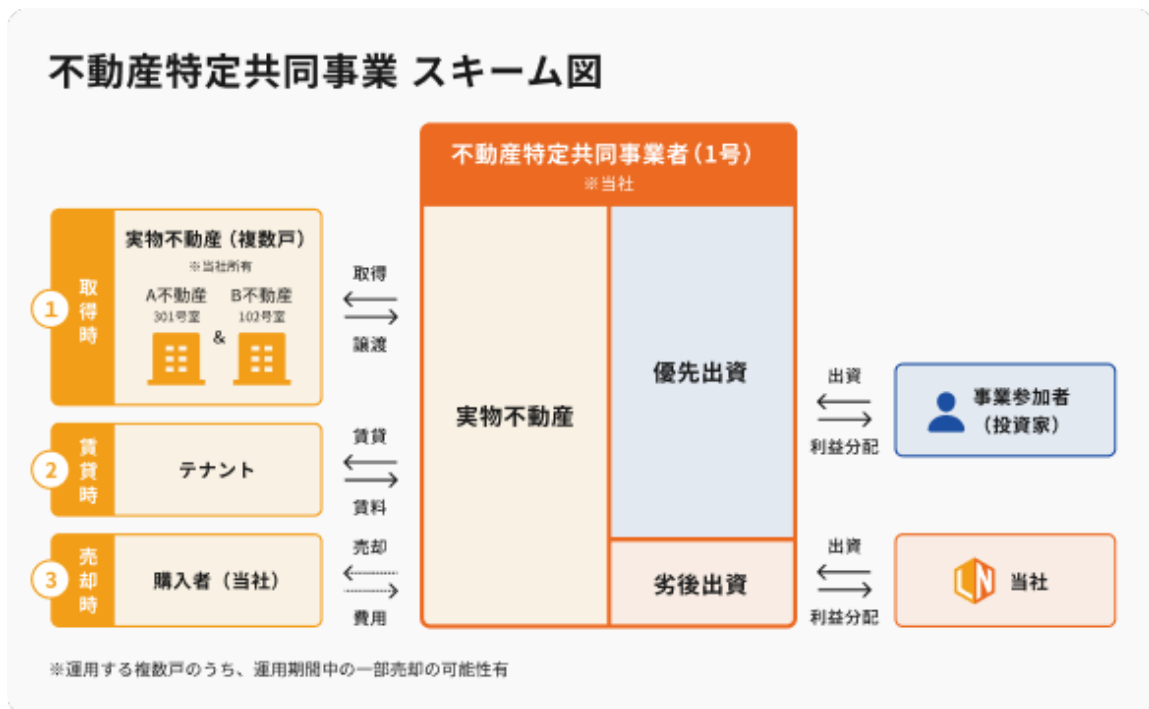 不動産特定共同事業 スキーム図
不動産特定共同事業者(1号)
※当社
1
取得時
実物不動産(複数戸)
※当社所有
A不動産
301号室
&
B不動産
102号室
取得
譲渡
2
賃貸時
テナント
賃貸
賃料
3
売却時
購入者(当社)
売却
費用
実物不動産
優先出資
劣後出資
出資
利益分配
事業参加者
(投資家)
出資
利益分配
LN
当社
※運用する複数戸のうち、運用期間中の一部売却の可能性有